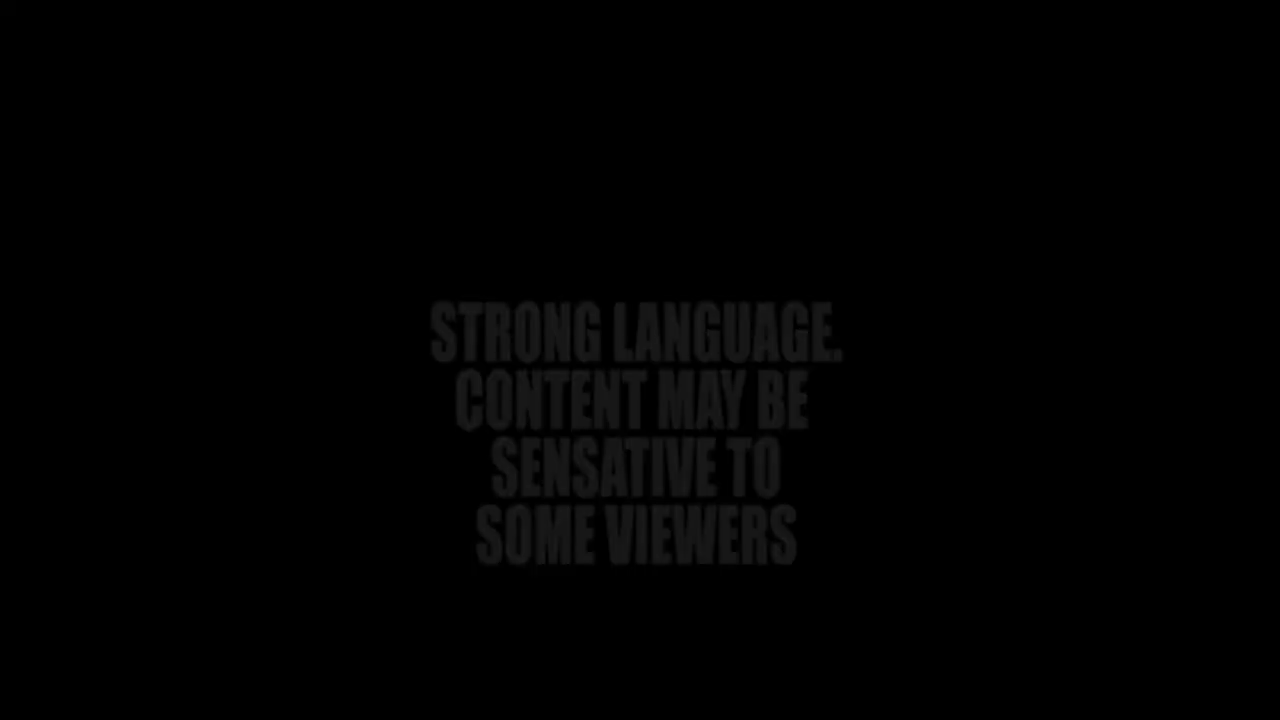 STRONG LANGUAGE.
CONTENT MAY BE
SENSATIVE TO
SOME VIEWERS